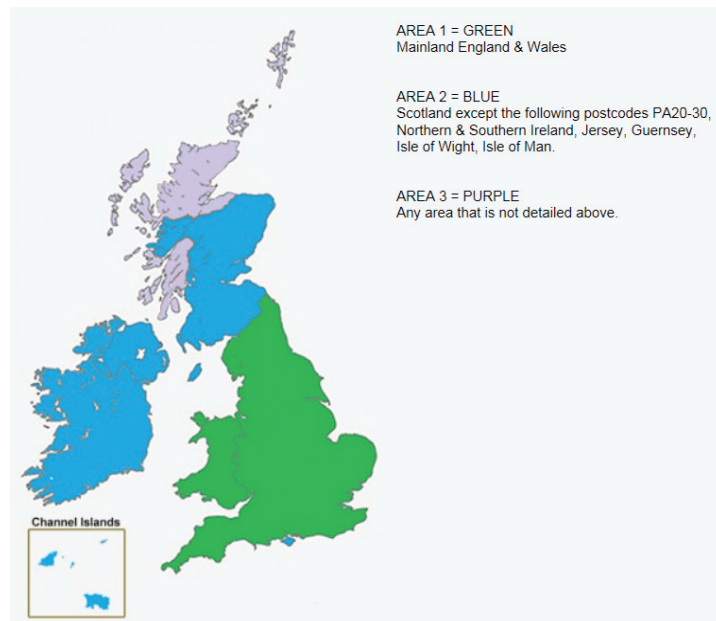 AREA 1 = GREEN
Mainland England & Wales
AREA 2 = BLUE
Scotland except the following postcodes PA20-30,
Northern & Southern Ireland, Jersey, Guernsey,
Isle of Wight, Isle of Man.
AREA 3 = PURPLE
Any area that is not detailed above.
Channel Islands